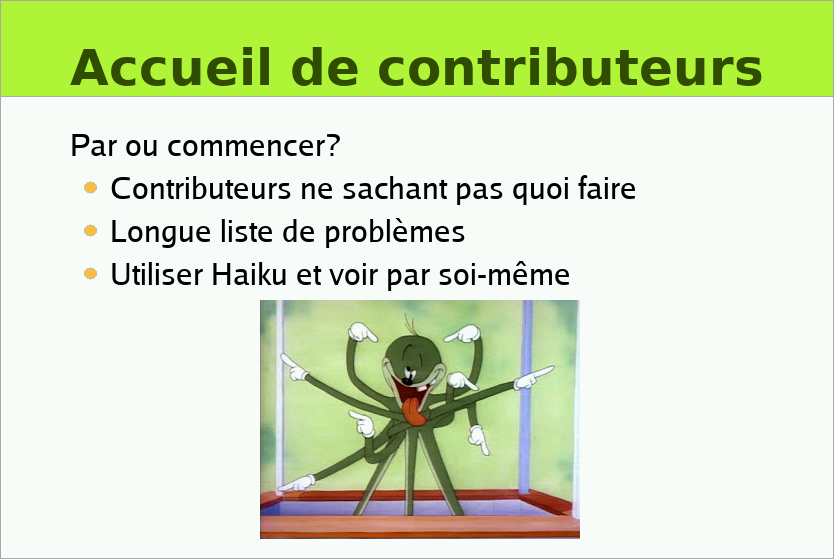 Accueil de contributeurs
Par ou commencer?
Contributeurs ne sachant pas quoi faire
Longue liste de problèmes
Utiliser Haiku et voir par soi-même